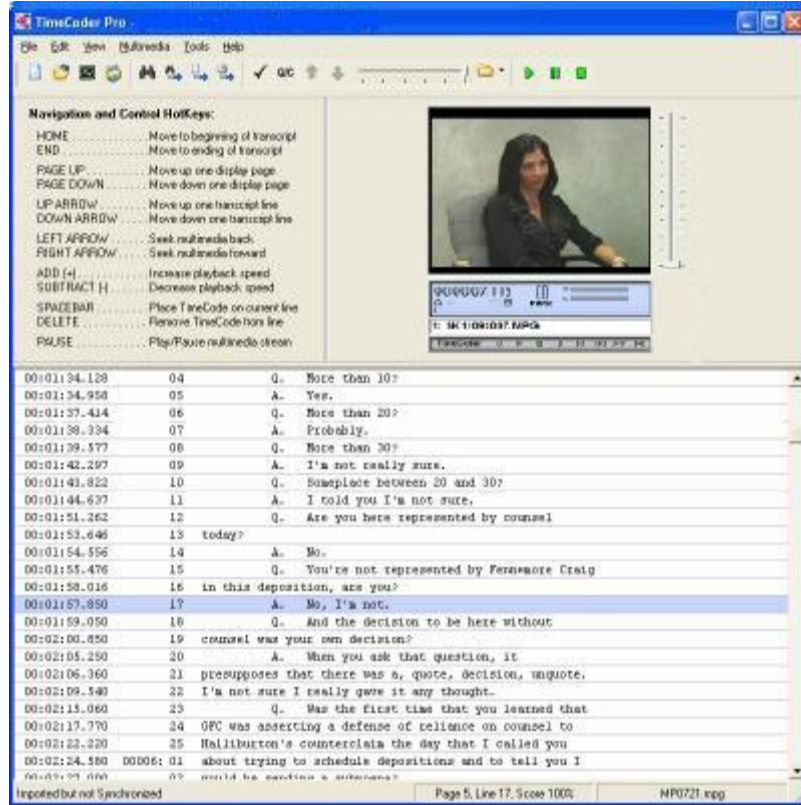 TimeCoder Pro -
File Edit View Multimedia Tools Help
Q/C
Navigation and Control HotKeys:
HOME . . . . . . . . . . . . Move to beginning of transcript
END . . . . . . . . . . . . . . Move to ending of transcript
PAGE UP . . . . . . . . . Move up one display page
PAGE DOWN . . . . . . Move down one display page
UP ARROW . . . . . . . Move up one transcript line
DOWN ARROW . . . . Move down one transcript line
LEFT ARROW . . . . . . Seek multimedia back
RIGHT ARROW . . . . . Seek multimedia forward
ADD (+) . . . . . . . . . . . Increase playback speed
SUBTRACT (-) . . . . . . Decrease playback speed
SPACEBAR . . . . . . . . Place TimeCode on current line
DELETE . . . . . . . . . . . Remove TimeCode from line
PAUSE . . . . . . . . . . . . Play/Pause multimedia stream
TimeCoder
00:01:34.128 04 Q. More than 10?
00:01:34.958 05 A. Yes.
00:01:37.414 06 Q. More than 20?
00:01:38.334 07 A. Probably.
00:01:39.577 08 Q. More than 30?
00:01:42.297 09 A. I'm not really sure.
00:01:43.822 10 Q. Someplace between 20 and 30?
00:01:44.637 11 A. I told you I'm not sure.
00:01:51.262 12 Q. Are you here represented by counsel
00:01:53.646 13 today?
00:01:54.556 14 A. No.
00:01:55.476 15 Q. You're not represented by Fennemore Craig
00:01:58.016 16 in this deposition, are you?
00:01:57.850 17 A. No, I'm not.
00:01:59.050 18 Q. And the decision to be here without
00:02:00.850 19 counsel was your own decision?
00:02:05.250 20 A. When you ask that question, it
00:02:06.360 21 presupposes that there was a, quote, decision, unquote.
00:02:09.540 22 I'm not sure I really gave it any thought.
00:02:15.060 23 Q. Was the first time that you learned that
00:02:17.770 24 GFC was asserting a defense of reliance on counsel to
00:02:22.220 25 Halliburton's counterclaim the day that I called you
00:02:24.580 00006: 01 about trying to schedule depositions and to tell you I
02 would be sending a subpoena?
Imported but not Synchronized Page 5, Line 17, Score 100% MP0721.mpg